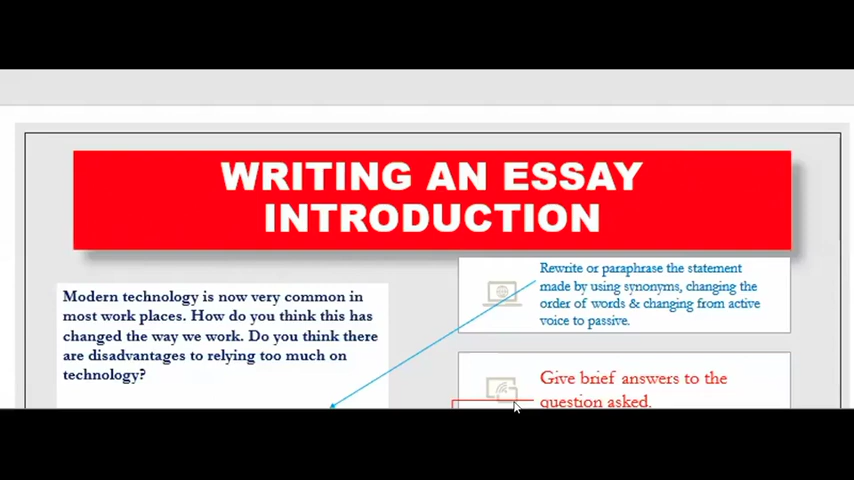 WRITING AN ESSAY
INTRODUCTION
Modern technology is now very common in
most work places. How do you think this has
changed the way we work. Do you think there
are disadvantages to relying too much on
technology?
Rewrite or paraphrase the statement
made by using synonyms, changing the
order of words & changing from active
voice to passive.
Give brief answers to the
question asked.